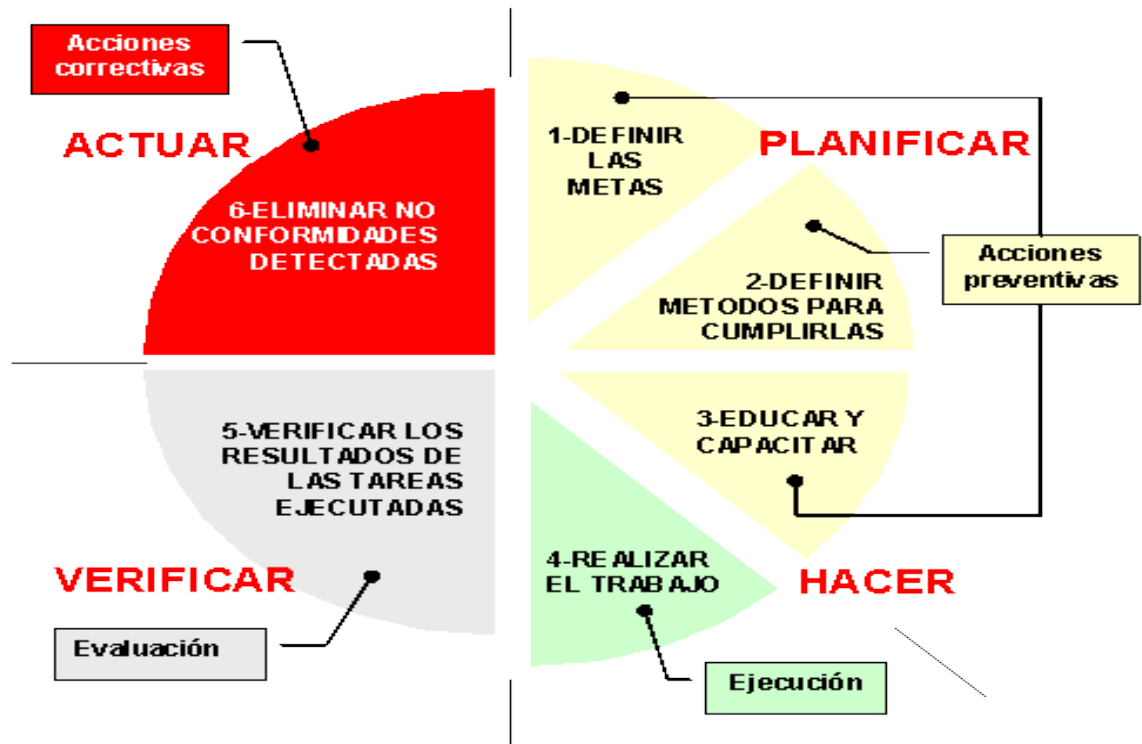 Acciones
correctivas
ACTUAR
6-ELIMINAR NO
CONFORMIDADES
DETECTADAS
1-DEFINIR
LAS
METAS
PLANIFICAR
2-DEFINIR
METODOS PARA
CUMPLIRLAS
Acciones
preventivas
3-EDUCAR Y
CAPACITAR
HACER
4-REALIZAR
EL TRABAJO
Ejecución
5-VERIFICAR LOS
RESULTADOS DE
LAS TAREAS
EJECUTADAS
VERIFICAR
Evaluación